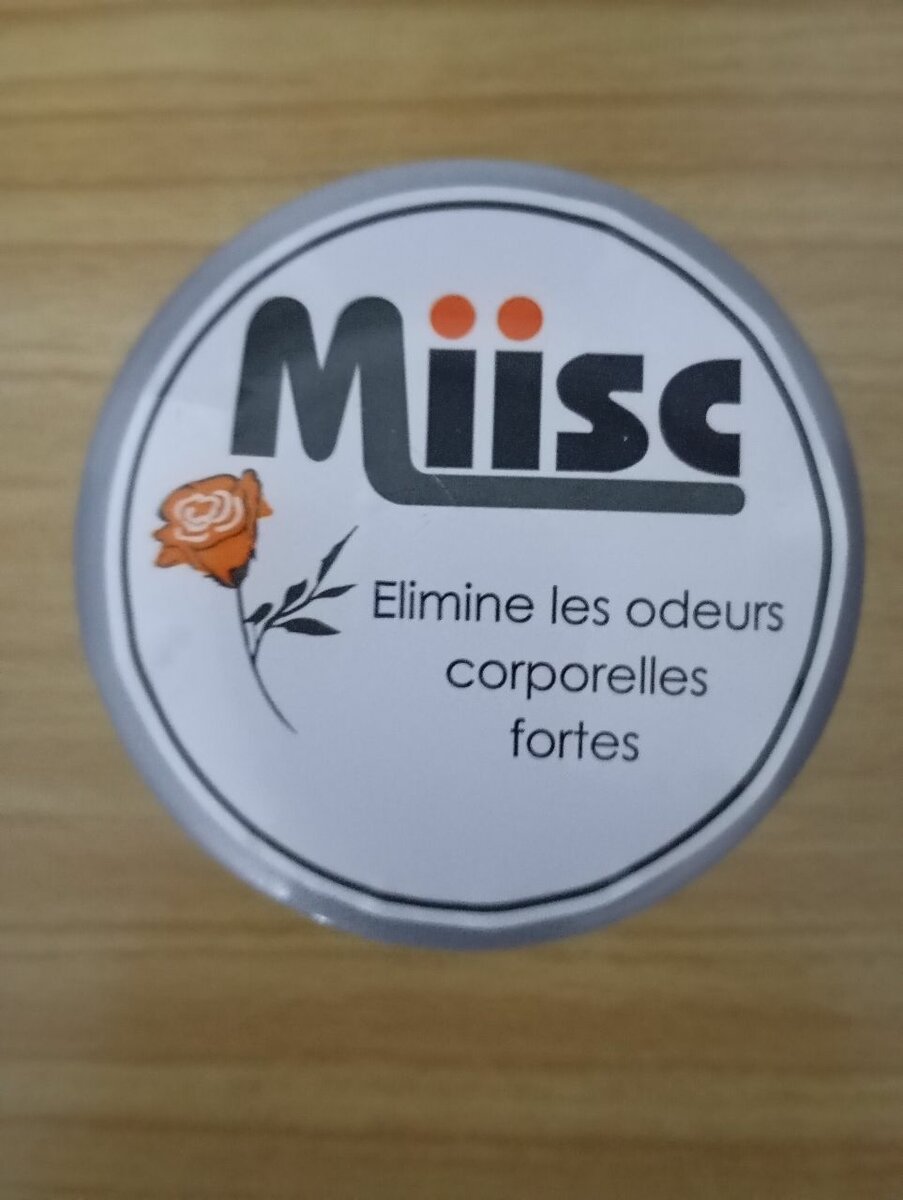 Miisc
Elimine les odeurs
corporelles
fortes